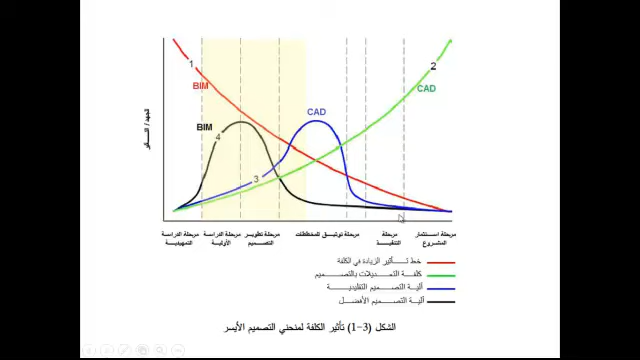 1
2
BIM
CAD
CAD
BIM
4
3
الجهد / التأثير
مرحلة الدراسة التمهيدية
مرحلة الدراسة الأولية
مرحلة تطوير التصميم
مرحلة توثيق المخططات
مرحلة التنفيذ
مرحلة استثمار المشروع
خط تأثير الزيادة في الكلفة
كلفة التعديلات بالتصميم
آلية التصميم التقليدية
آلية التصميم الأفضل
الشكل (3-1) تأثير الكلفة لمنحني التصميم الأيسر